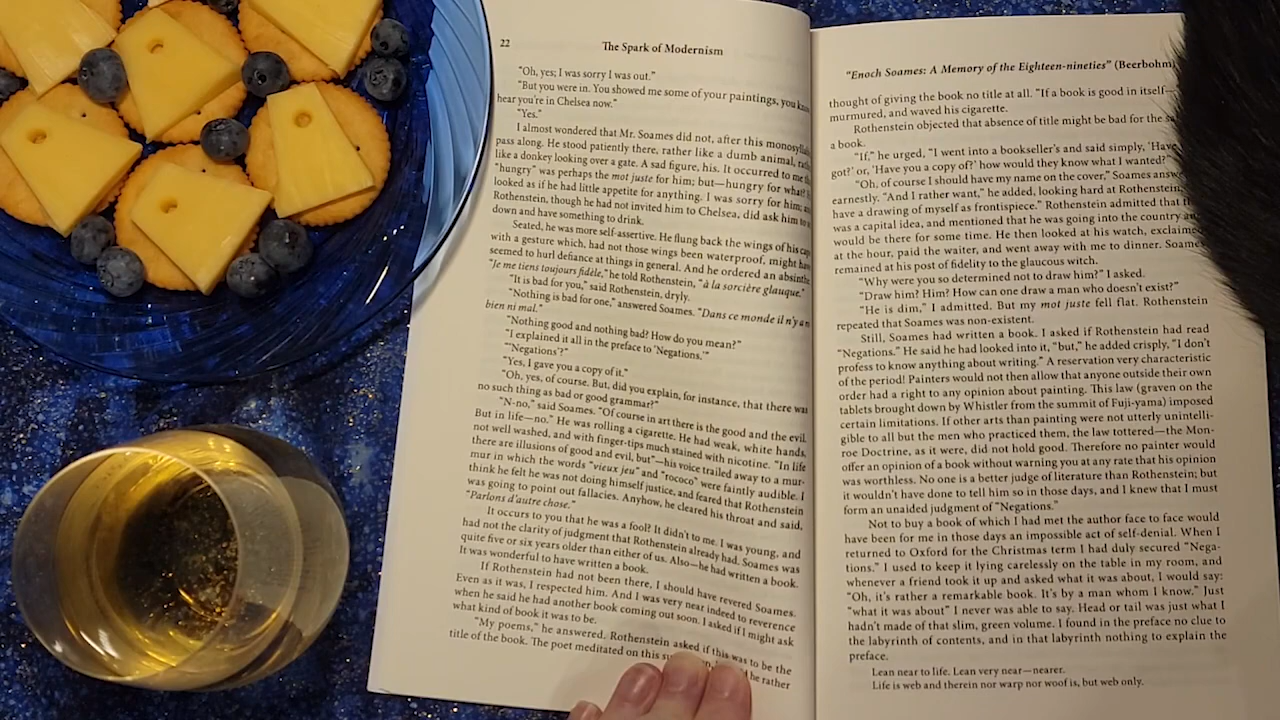 22
The Spark of Modernism
"Oh, yes; I was sorry I was out."
"But you were in. You showed me some of your paintings, you know.
hear you're in Chelsea now."
"Yes."
I almost wondered that Mr. Soames did not, after this monosyllable,
pass along. He stood patiently there, rather like a dumb animal, rather
like a donkey looking over a gate. A sad figure, his. It occurred to me that
"hungry" was perhaps the mot juste for him; but—hungry for what? He
looked as if he had little appetite for anything. I was sorry for him; and
Rothenstein, though he had not invited him to Chelsea, did ask him to
down and have something to drink.
Seated, he was more self-assertive. He flung back the wings of his cape
with a gesture which, had not those wings been waterproof, might have
seemed to hurl defiance at things in general. And he ordered an absinthe.
"Je me tiens toujours fidèle," he told Rothenstein, "à la sorcière glauque."
"It is bad for you," said Rothenstein, dryly.
"Nothing is bad for one," answered Soames. "Dans ce monde il n'y a ni
bien ni mal."
"Nothing good and nothing bad? How do you mean?"
"I explained it all in the preface to 'Negations.'"
"'Negations'?"
"Yes, I gave you a copy of it."
"Oh, yes, of course. But, did you explain, for instance, that there was
no such thing as bad or good grammar?"
"N-no," said Soames. "Of course in art there is the good and the evil.
But in life—no." He was rolling a cigarette. He had weak, white hands,
not well washed, and with finger-tips much stained with nicotine. "In life
there are illusions of good and evil, but"—his voice trailed away to a mur-
mur in which the words "vieux jeu" and "rococo" were faintly audible. I
think he felt he was not doing himself justice, and feared that Rothenstein
was going to point out fallacies. Anyhow, he cleared his throat and said,
"Parlons d'autre chose."
It occurs to you that he was a fool? It didn't to me. I was young, and
had not the clarity of judgment that Rothenstein already had. Soames was
quite five or six years older than either of us. Also—he had written a book.
It was wonderful to have written a book.
If Rothenstein had not been there, I should have revered Soames.
Even as it was, I respected him. And I was very near indeed to reverence
when he said he had another book coming out soon. I asked if I might ask
what kind of book it was to be.
"My poems," he answered. Rothenstein asked if this was to be the
title of the book. The poet meditated on this he rather
"Enoch Soames: A Memory of the Eighteen-nineties" (Beerbohm)
thought of giving the book no title at all. "If a book is good in itself—
murmured, and waved his cigarette.
Rothenstein objected that absence of title might be bad for the
a book.
"If," he urged, "I went into a bookseller's and said simply, 'Have
got?' or, 'Have you a copy of?' how would they know what I wanted?"
"Oh, of course I should have my name on the cover," Soames
earnestly. "And I rather want," he added, looking hard at Rothenstein,
have a drawing of myself as frontispiece." Rothenstein admitted that
was a capital idea, and mentioned that he was going into the country and
would be there for some time. He then looked at his watch, exclaimed
at the hour, paid the waiter, and went away with me to dinner. Soames
remained at his post of fidelity to the glaucous witch.
"Why were you so determined not to draw him?" I asked.
"Draw him? Him? How can one draw a man who doesn't exist?"
"He is dim," I admitted. But my mot juste fell flat. Rothenstein
repeated that Soames was non-existent.
Still, Soames had written a book. I asked if Rothenstein had read
"Negations." He said he had looked into it, "but," he added crisply, "I don't
profess to know anything about writing." A reservation very characteristic
of the period! Painters would not then allow that anyone outside their own
order had a right to any opinion about painting. This law (graven on the
tablets brought down by Whistler from the summit of Fuji-yama) imposed
certain limitations. If other arts than painting were not utterly unintelli-
gible to all but the men who practiced them, the law tottered—the Mon-
roe Doctrine, as it were, did not hold good. Therefore no painter would
offer an opinion of a book without warning you at any rate that his opinion
was worthless. No one is a better judge of literature than Rothenstein; but
it wouldn't have done to tell him so in those days, and I knew that I must
form an unaided judgment of "Negations."
Not to buy a book of which I had met the author face to face would
have been for me in those days an impossible act of self-denial. When I
returned to Oxford for the Christmas term I had duly secured "Nega-
tions." I used to keep it lying carelessly on the table in my room, and
whenever a friend took it up and asked what it was about, I would say:
"Oh, it's rather a remarkable book. It's by a man whom I know." Just
"what it was about" I never was able to say. Head or tail was just what I
hadn't made of that slim, green volume. I found in the preface no clue to
the labyrinth of contents, and in that labyrinth nothing to explain the
preface.
Lean near to life. Lean very near—nearer.
Life is web and therein nor warp nor woof is, but web only.